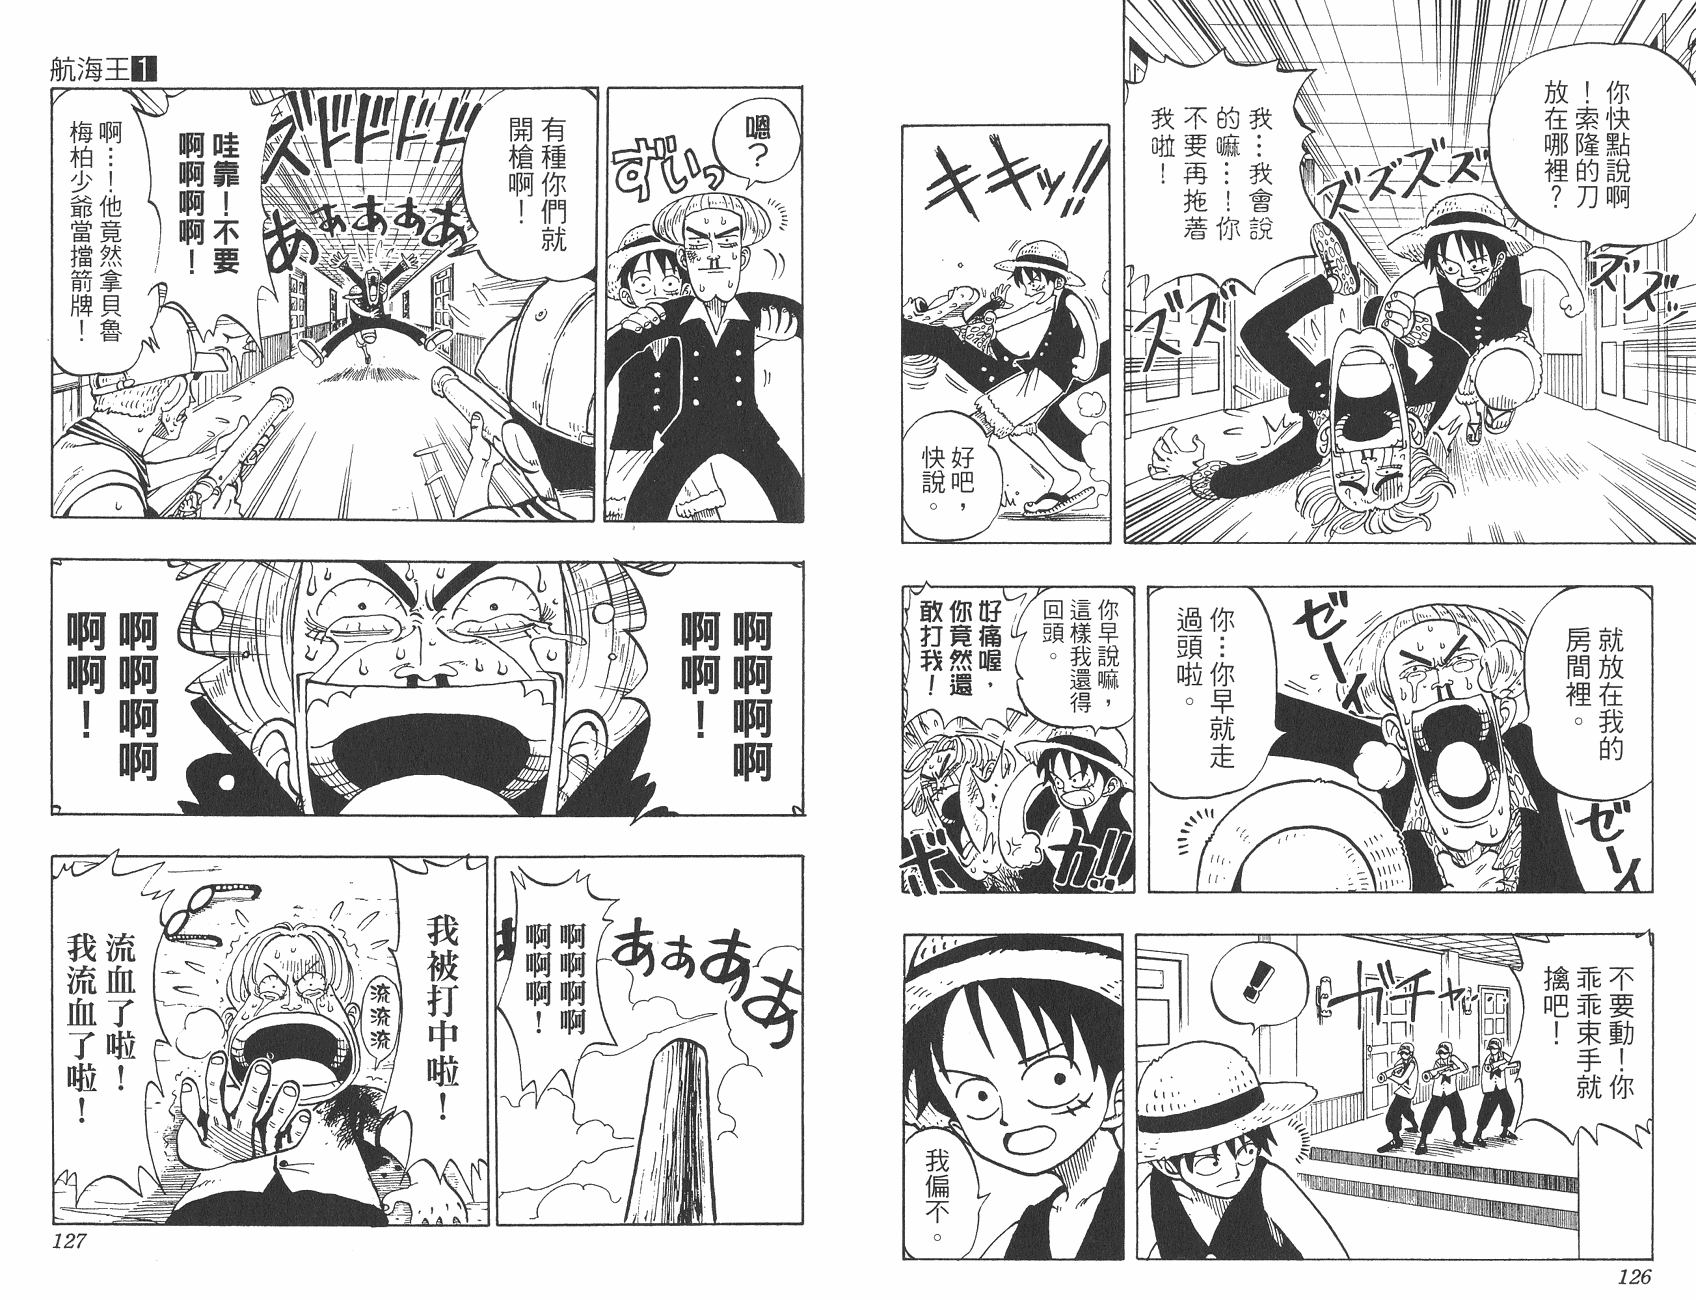 你快點說啊
！索隆的刀
放在哪裡？
ズズズズズ
ズズズ
ズズズ
我…我會說
的嘛…！你
不要再拖著
我啦！
キキッ!!
好吧，
快說。
就放在我的
房間裡。
ゼーイ
ゼーイ
你…你早就走
過頭啦。
你早說嘛，
這樣我還得
回頭。
好痛喔，
你竟然還
敢打我！
ガ!!
ボ
不要動！你
乖乖束手就
擒吧！
ガチャ…
！
我偏不。
126
航海王1
嗯？
ずいっ
有種你們就
開槍啊！
ズドドドドド
あぁぁぁぁ
哇靠！不要
啊啊啊啊！
啊…！他竟然拿貝魯
梅柏少爺當擋箭牌！
啊啊啊啊
啊啊！
啊啊啊啊
啊啊！
あぁぁぁぁ
啊啊啊啊
啊啊啊！
我被打中啦！
流流流
流血了啦！
我流血了啦！
127